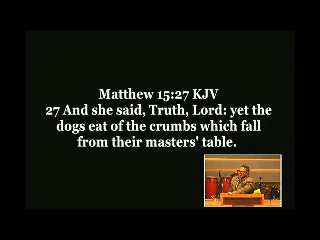 Matthew 15:27 KJV
27 And she said, Truth, Lord: yet the
dogs eat of the crumbs which fall
from their masters' table.